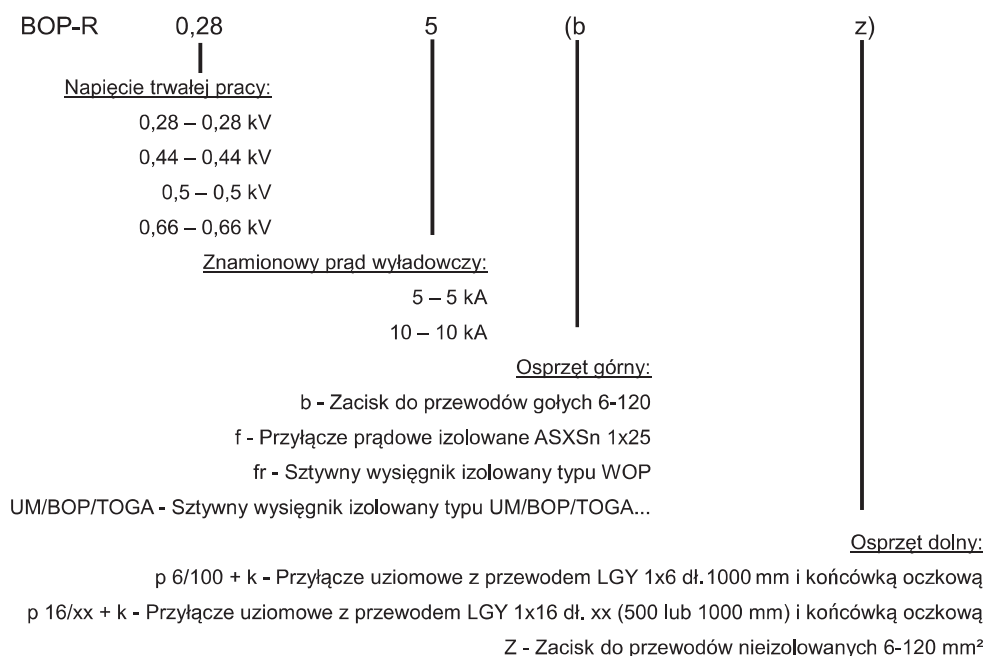 BOP-R 0,28 5 (b z)
Napięcie trwałej pracy:
0,28 – 0,28 kV
0,44 – 0,44 kV
0,5 – 0,5 kV
0,66 – 0,66 kV
Znamionowy prąd wyładowczy:
5 – 5 kA
10 – 10 kA
Osprzęt górny:
b - Zacisk do przewodów gołych 6-120
f - Przyłącze prądowe izolowane ASXSn 1x25
fr - Sztywny wysięgnik izolowany typu WOP
UM/BOP/TOGA - Sztywny wysięgnik izolowany typu UM/BOP/TOGA...
Osprzęt dolny:
p 6/100 + k - Przyłącze uziomowe z przewodem LGY 1x6 dł.1000 mm i końcówką oczkową
p 16/xx + k - Przyłącze uziomowe z przewodem LGY 1x16 dł. xx (500 lub 1000 mm) i końcówką oczkową
Z - Zacisk do przewodów nieizolowanych 6-120 mm²